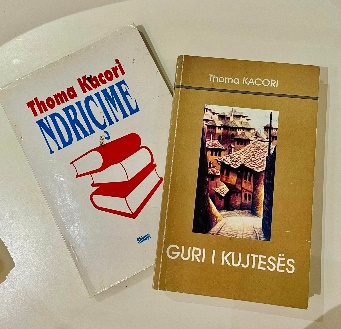 Thoma Kacori
NDRIÇIME
Thoma KACORI
GURI I KUJTESËS